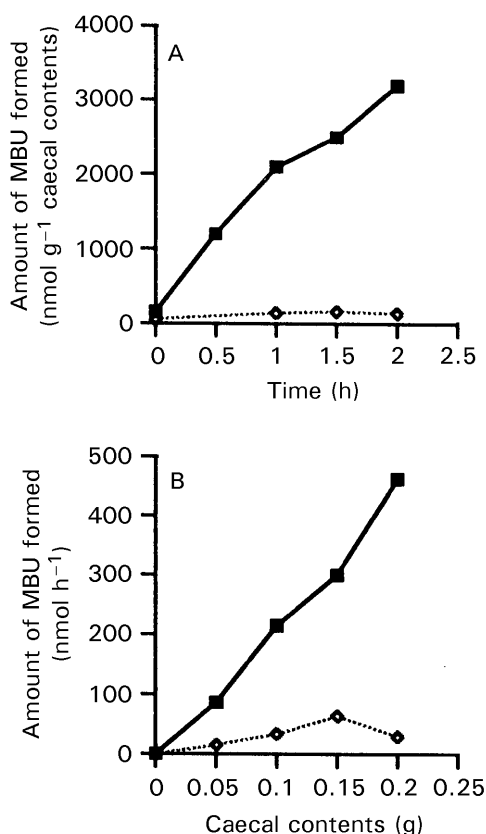 A
Amount of MBU formed
(nmol g⁻¹ caecal contents)
4000
3000
2000
1000
0
0 0.5 1 1.5 2 2.5
Time (h)
B
Amount of MBU formed
(nmol h⁻¹)
500
400
300
200
100
0
0 0.05 0.1 0.15 0.2 0.25
Caecal contents (g)